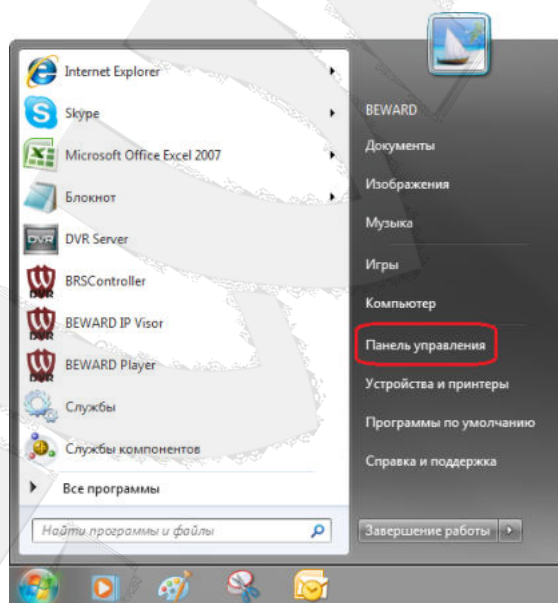 Internet Explorer
Skype
Microsoft Office Excel 2007
Блокнот
DVR Server
BRSController
BEWARD IP Visor
BEWARD Player
Службы
Службы компонентов
Все программы
Найти программы и файлы
BEWARD
Документы
Изображения
Музыка
Игры
Компьютер
Панель управления
Устройства и принтеры
Программы по умолчанию
Справка и поддержка
Завершение работы